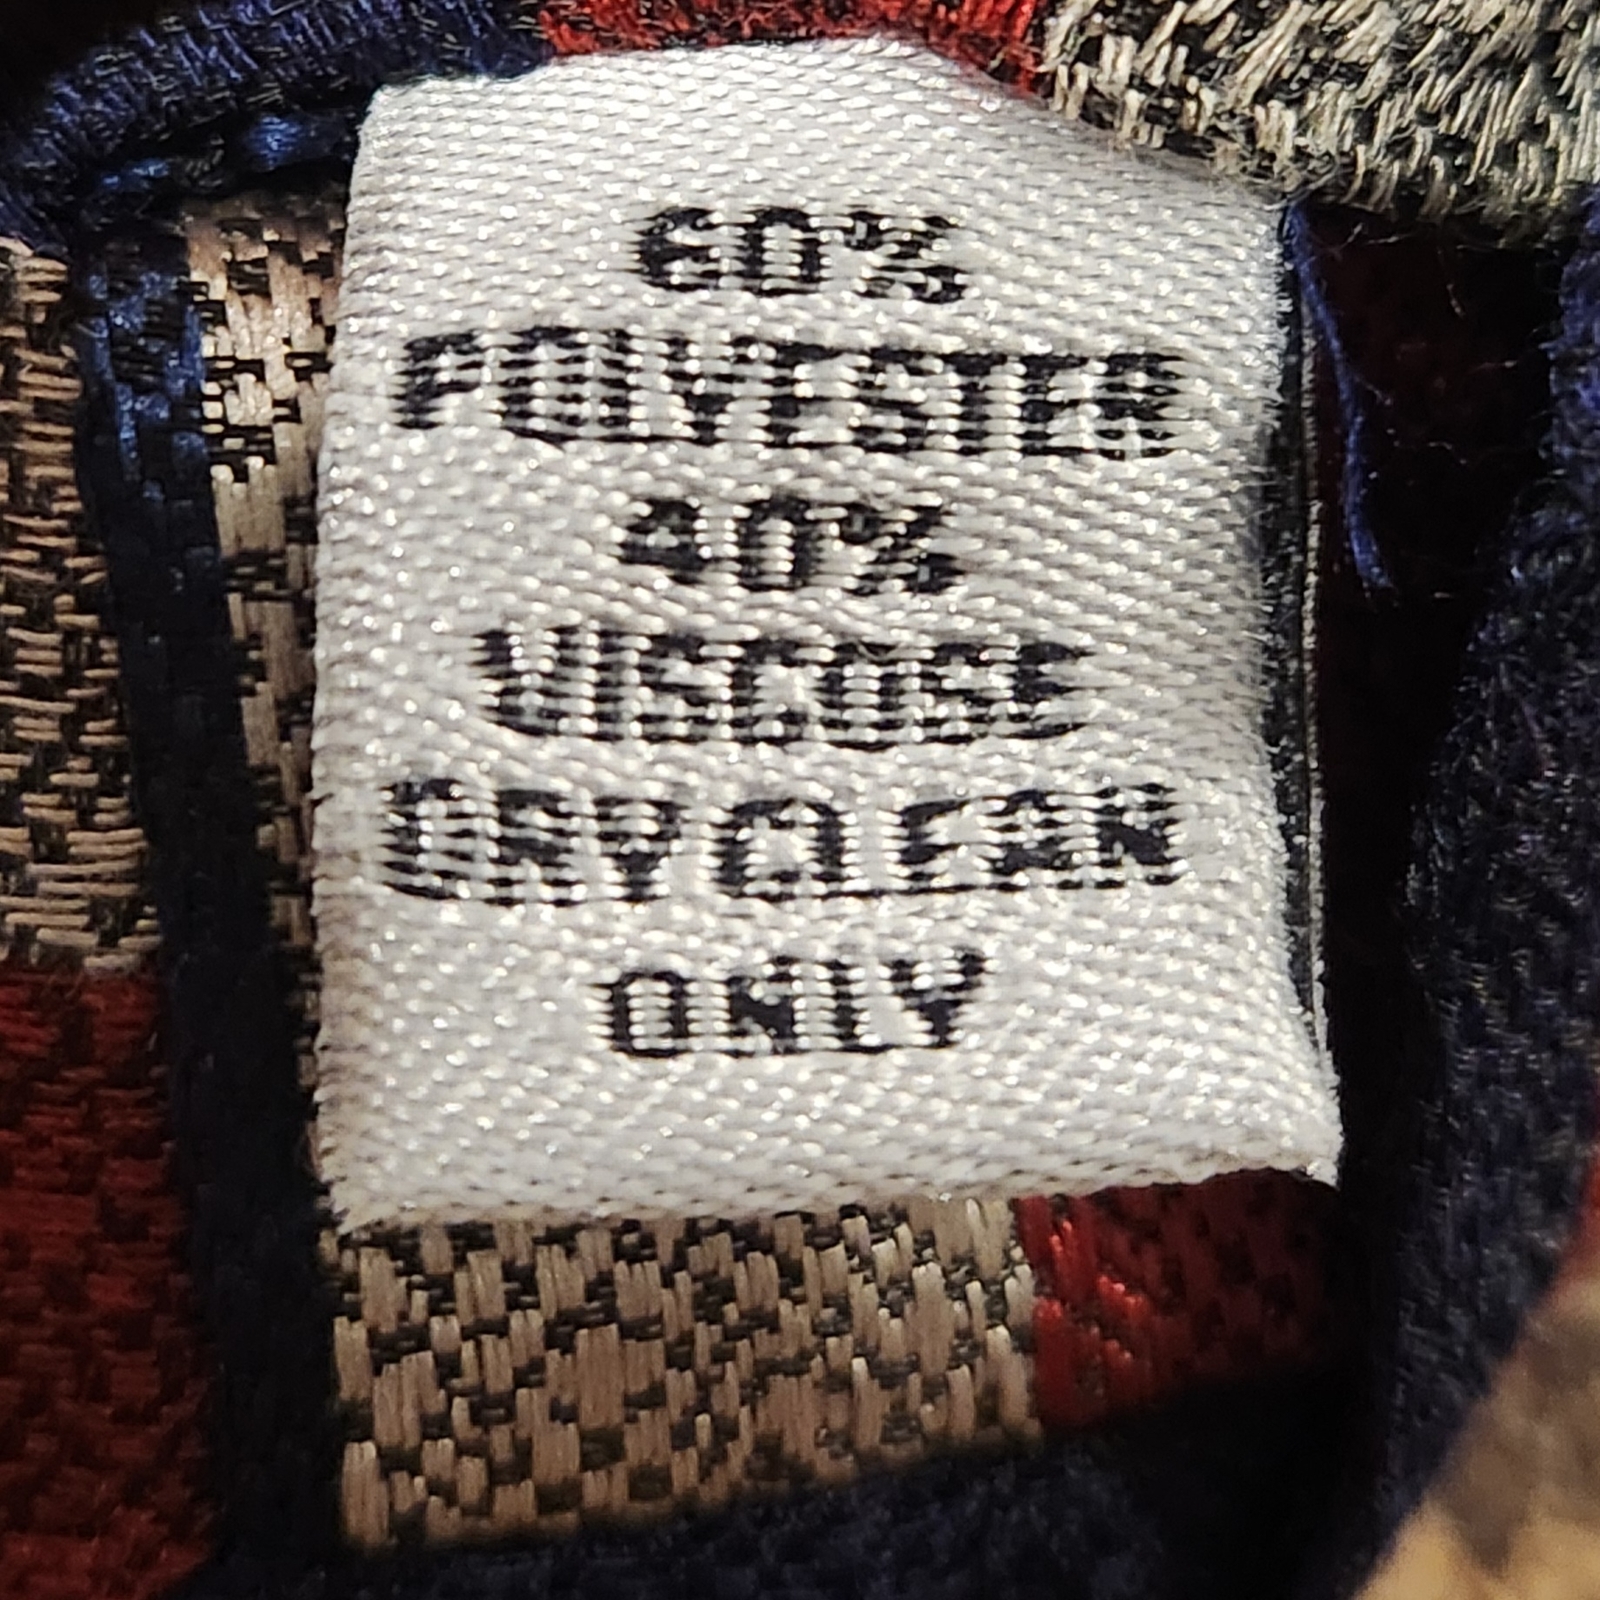 60%
POLYESTER
40%
VISCOSE
DRY CLEAN
ONLY